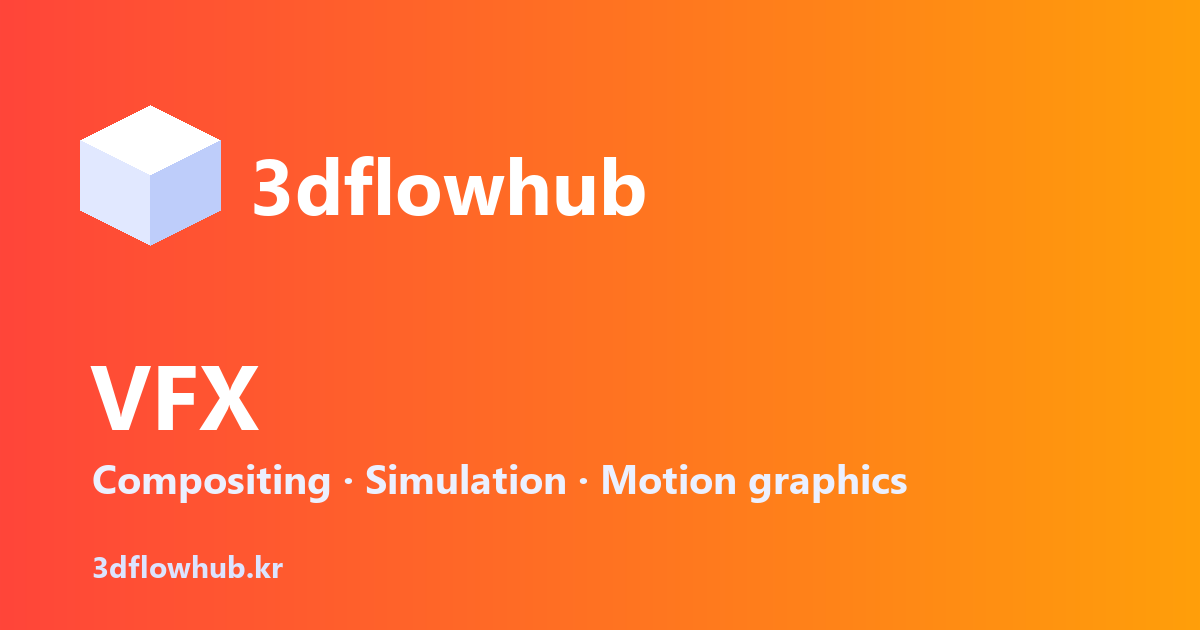 3dflowhub
VFX
Compositing · Simulation · Motion graphics
3dflowhub.kr